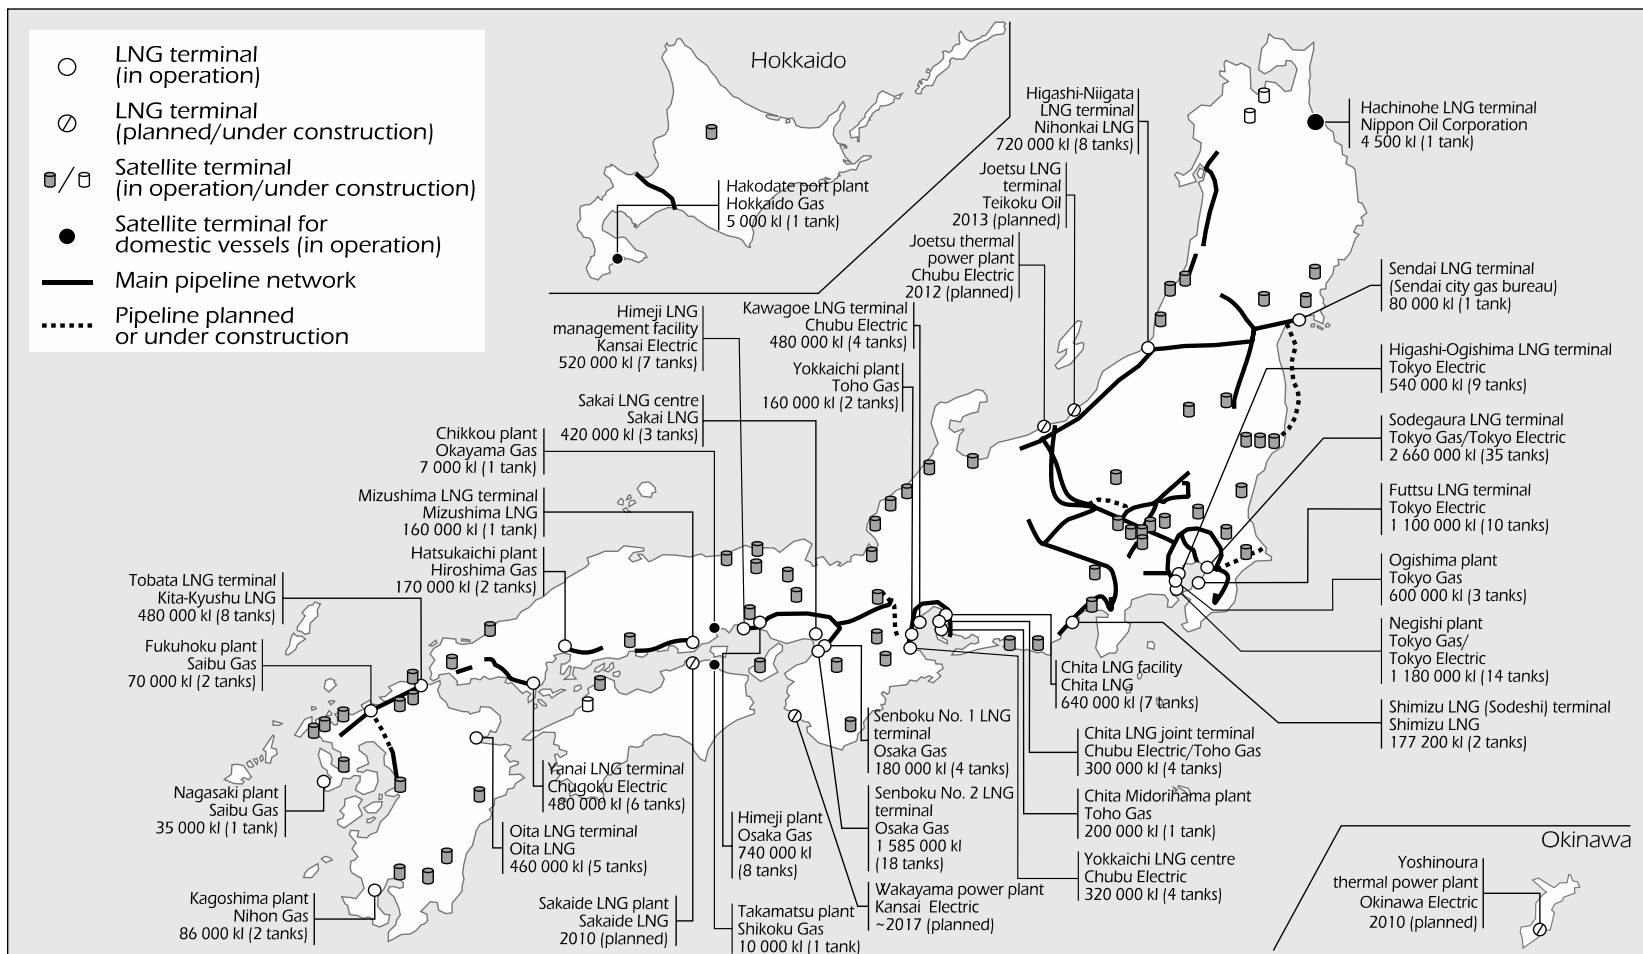 LNG terminal
(in operation)
LNG terminal
(planned/under construction)
Satellite terminal
(in operation/under construction)
Satellite terminal for
domestic vessels (in operation)
Main pipeline network
Pipeline planned
or under construction
Hokkaido
Hakodate port plant
Hokkaido Gas
5 000 kl (1 tank)
Higashi-Niigata
LNG terminal
Nihonkai LNG
720 000 kl (8 tanks)
Joetsu LNG
terminal
Teikoku Oil
2013 (planned)
Joetsu thermal
power plant
Chubu Electric
2012 (planned)
Hachinohe LNG terminal
Nippon Oil Corporation
4 500 kl (1 tank)
Sendai LNG terminal
(Sendai city gas bureau)
80 000 kl (1 tank)
Higashi-Ogishima LNG terminal
Tokyo Electric
540 000 kl (9 tanks)
Sodegaura LNG terminal
Tokyo Gas/Tokyo Electric
2 660 000 kl (35 tanks)
Futtsu LNG terminal
Tokyo Electric
1 100 000 kl (10 tanks)
Ogishima plant
Tokyo Gas
600 000 kl (3 tanks)
Negishi plant
Tokyo Gas/
Tokyo Electric
1 180 000 kl (14 tanks)
Shimizu LNG (Sodeshi) terminal
Shimizu LNG
177 200 kl (2 tanks)
Himeji LNG
management facility
Kansai Electric
520 000 kl (7 tanks)
Kawagoe LNG terminal
Chubu Electric
480 000 kl (4 tanks)
Yokkaichi plant
Toho Gas
160 000 kl (2 tanks)
Sakai LNG centre
Sakai LNG
420 000 kl (3 tanks)
Chikkou plant
Okayama Gas
7 000 kl (1 tank)
Mizushima LNG terminal
Mizushima LNG
160 000 kl (1 tank)
Hatsukaichi plant
Hiroshima Gas
170 000 kl (2 tanks)
Tobata LNG terminal
Kita-Kyushu LNG
480 000 kl (8 tanks)
Fukuhoku plant
Saibu Gas
70 000 kl (2 tanks)
Nagasaki plant
Saibu Gas
35 000 kl (1 tank)
Kagoshima plant
Nihon Gas
86 000 kl (2 tanks)
Yanai LNG terminal
Chugoku Electric
480 000 kl (6 tanks)
Oita LNG terminal
Oita LNG
460 000 kl (5 tanks)
Sakaide LNG plant
Sakaide LNG
2010 (planned)
Himeji plant
Osaka Gas
740 000 kl
(8 tanks)
Takamatsu plant
Shikoku Gas
10 000 kl (1 tank)
Senboku No. 1 LNG
terminal
Osaka Gas
180 000 kl (4 tanks)
Senboku No. 2 LNG
terminal
Osaka Gas
1 585 000 kl
(18 tanks)
Wakayama power plant
Kansai Electric
~2017 (planned)
Chita LNG facility
Chita LNG
640 000 kl (7 tanks)
Chita LNG joint terminal
Chubu Electric/Toho Gas
300 000 kl (4 tanks)
Chita Midorihama plant
Toho Gas
200 000 kl (1 tank)
Yokkaichi LNG centre
Chubu Electric
320 000 kl (4 tanks)
Okinawa
Yoshinoura
thermal power plant
Okinawa Electric
2010 (planned)